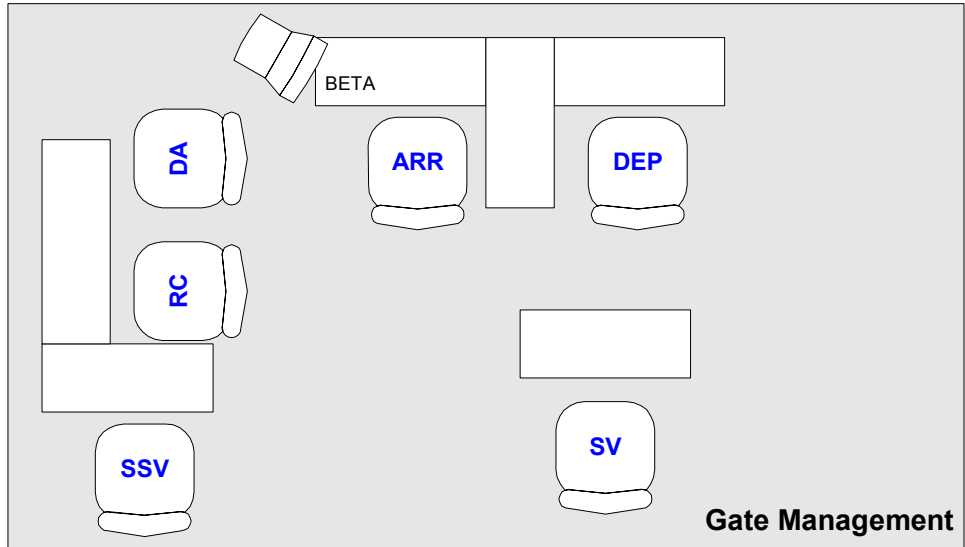 BETA
DA
ARR
DEP
RC
SSV
SV
Gate Management